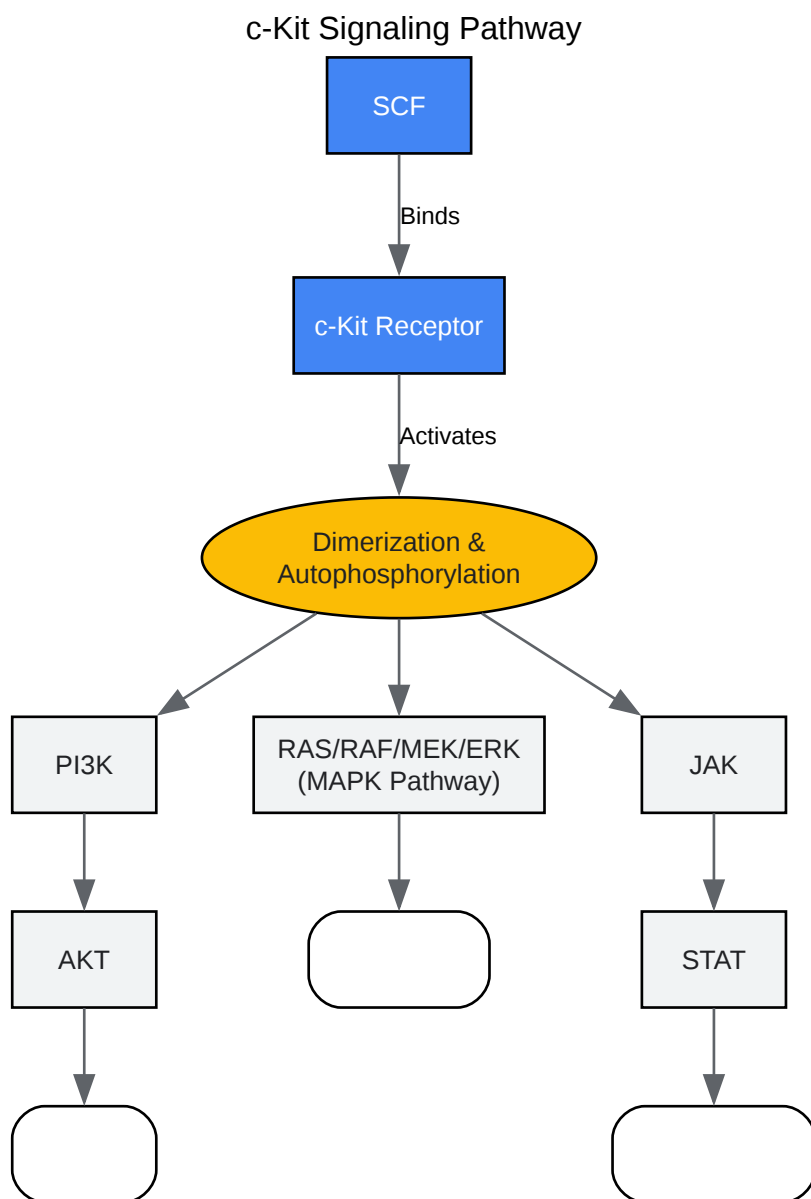 c-Kit Signaling Pathway
SCF
Binds
c-Kit Receptor
Activates
Dimerization &
Autophosphorylation
PI3K
RAS/RAF/MEK/ERK
(MAPK Pathway)
JAK
AKT
STAT